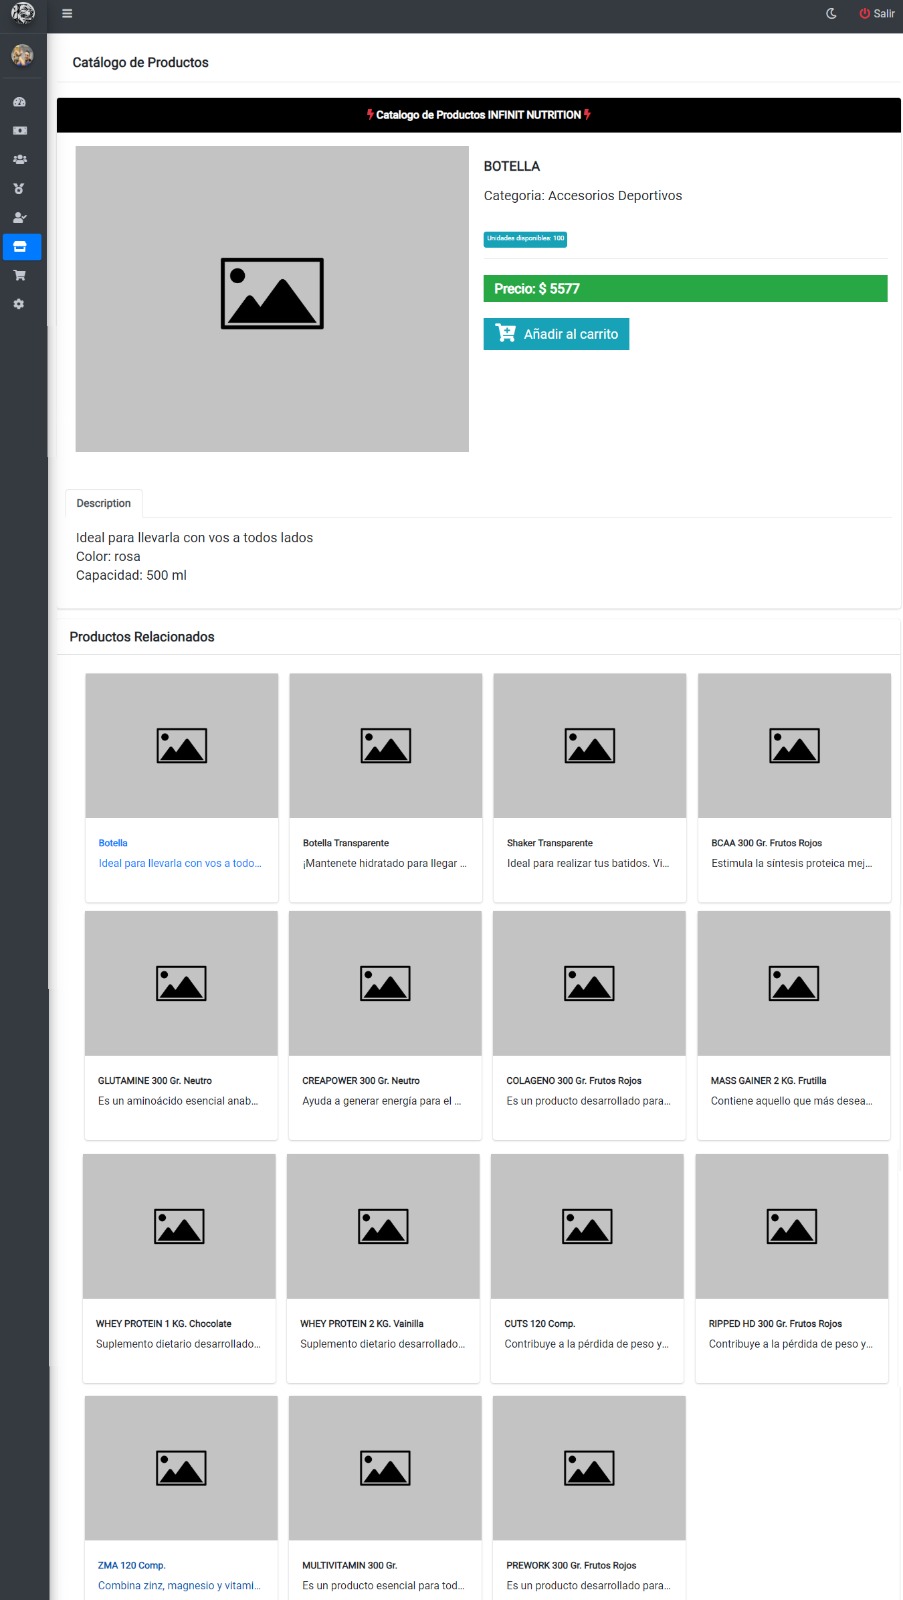 Salir
Catálogo de Productos
Catalogo de Productos INFINIT NUTRITION
BOTELLA
Categoria: Accesorios Deportivos
Unidades disponibles: 100
Precio: $ 5577
Añadir al carrito
Description
Ideal para llevarla con vos a todos lados
Color: rosa
Capacidad: 500 ml
Productos Relacionados
Botella
Ideal para llevarla con vos a todo...
Botella Transparente
¡Mantenete hidratado para llegar ...
Shaker Transparente
Ideal para realizar tus batidos. Vi...
BCAA 300 Gr. Frutos Rojos
Estimula la síntesis proteica mej...
GLUTAMINE 300 Gr. Neutro
Es un aminoácido esencial anab...
CREAPOWER 300 Gr. Neutro
Ayuda a generar energía para el ...
COLAGENO 300 Gr. Frutos Rojos
Es un producto desarrollado para...
MASS GAINER 2 KG. Frutilla
Contiene aquello que más desea...
WHEY PROTEIN 1 KG. Chocolate
Suplemento dietario desarrollado...
WHEY PROTEIN 2 KG. Vainilla
Suplemento dietario desarrollado...
CUTS 120 Comp.
Contribuye a la pérdida de peso y...
RIPPED HD 300 Gr. Frutos Rojos
Contribuye a la pérdida de peso y...
ZMA 120 Comp.
Combina zinz, magnesio y vitami...
MULTIVITAMIN 300 Gr.
Es un producto esencial para tod...
PREWORK 300 Gr. Frutos Rojos
Es un producto desarrollado para...